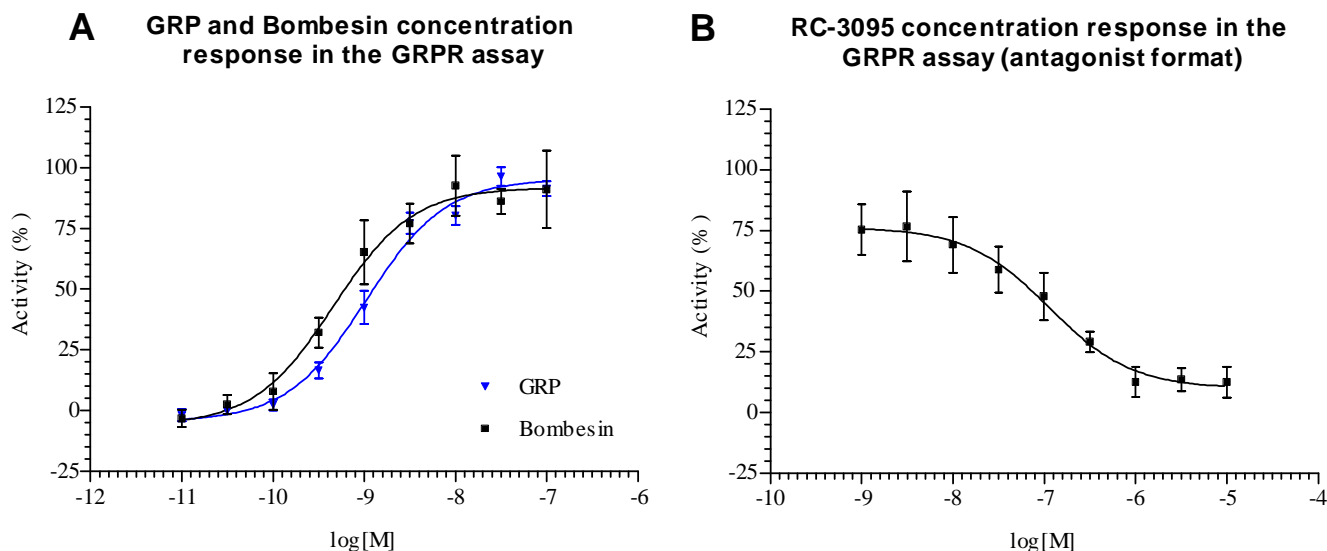 A
GRP and Bombesin concentration
response in the GRPR assay
125
100
75
50
25
0
-25
Activity (%)
-12
-11
-10
-9
-8
-7
-6
log[M]
GRP
Bombesin
B
RC-3095 concentration response in the
GRPR assay (antagonist format)
125
100
75
50
25
0
-25
Activity (%)
-10
-9
-8
-7
-6
-5
-4
log[M]